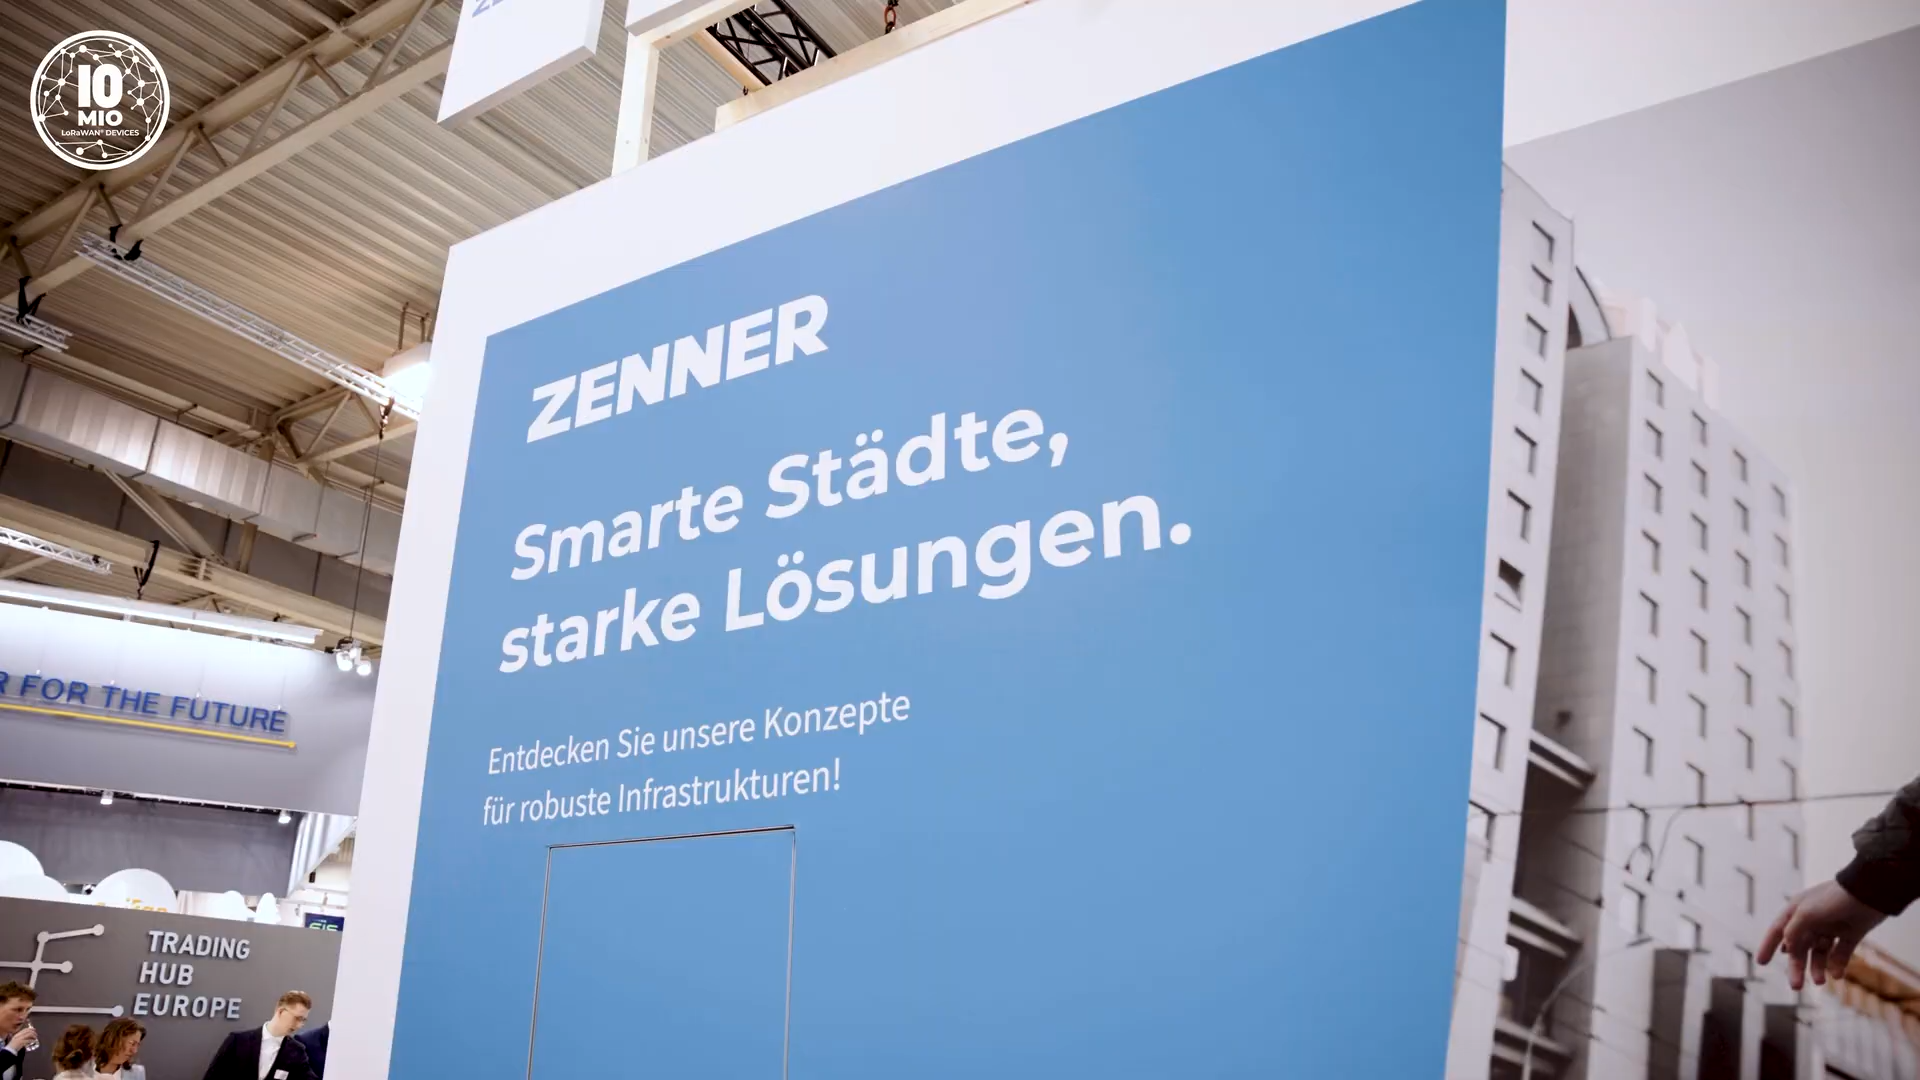 10
MIO
LoRaWAN® DEVICES
ZENNER
Smarte Städte,
starke Lösungen.
Entdecken Sie unsere Konzepte
für robuste Infrastrukturen!
FOR THE FUTURE
TRADING
HUB
EUROPE